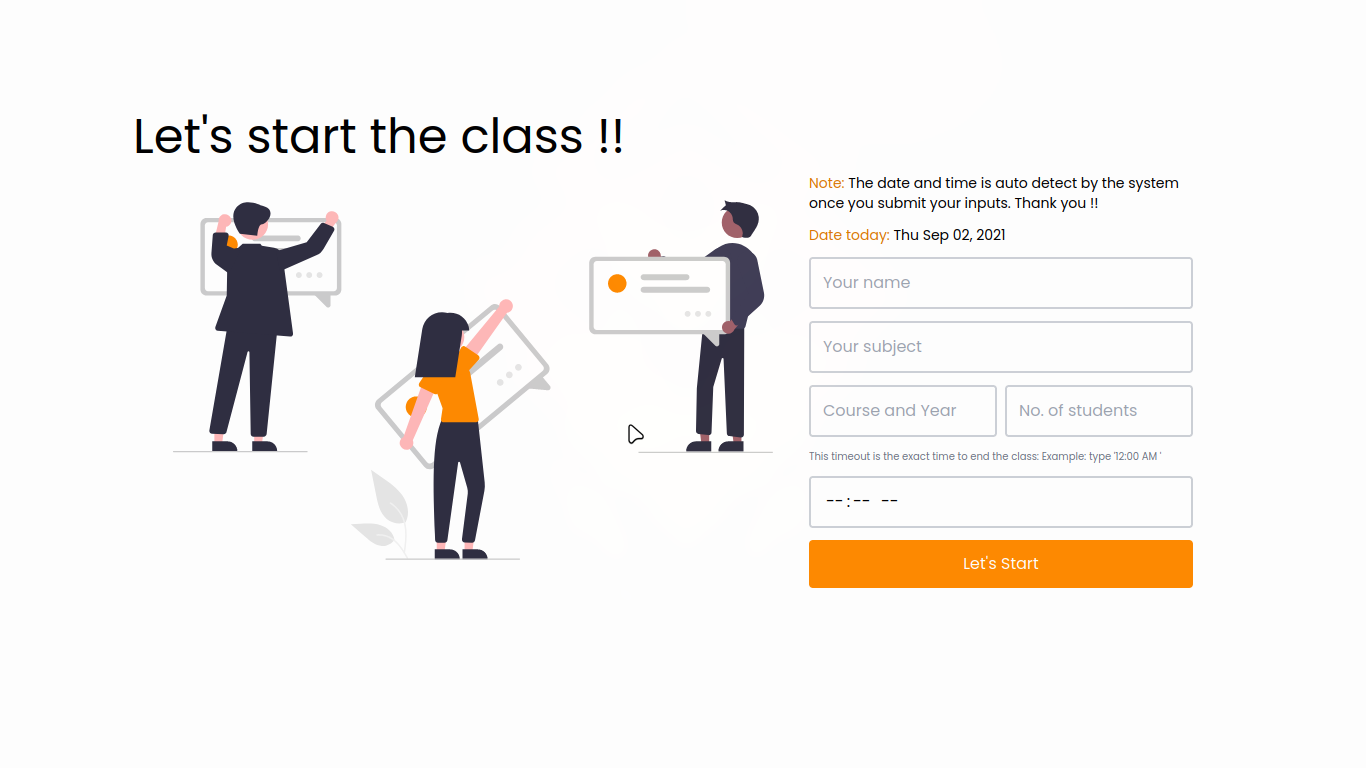 Let's start the class !!
Note: The date and time is auto detect by the system
once you submit your inputs. Thank you !!
Date today: Thu Sep 02, 2021
Your name
Your subject
Course and Year
No. of students
This timeout is the exact time to end the class: Example: type '12:00 AM '
--:-- --
Let's Start